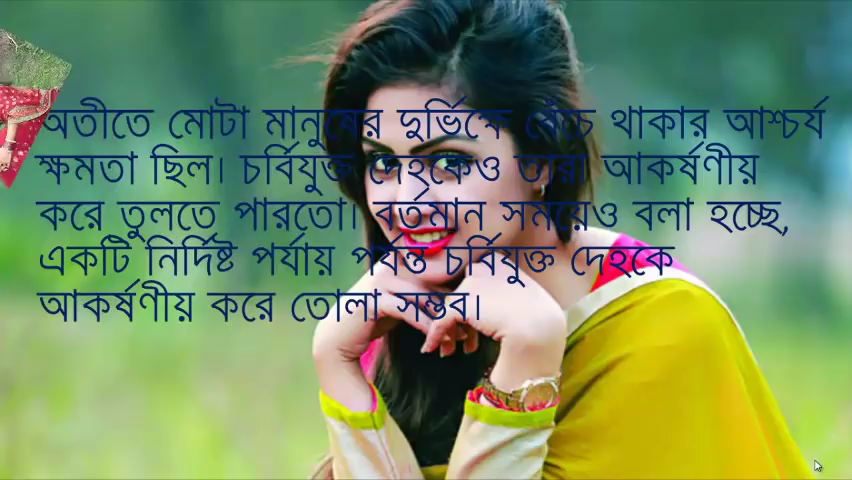 অতীতে মোটা মানুষের দুর্ভিক্ষে বেঁচে থাকার আশ্চর্য
ক্ষমতা ছিল। চর্বিযুক্ত দেহকেও তারা আকর্ষণীয়
করে তুলতে পারতো। বর্তমান সময়েও বলা হচ্ছে,
একটি নির্দিষ্ট পর্যায় পর্যন্ত চর্বিযুক্ত দেহকে
আকর্ষণীয় করে তোলা সম্ভব।